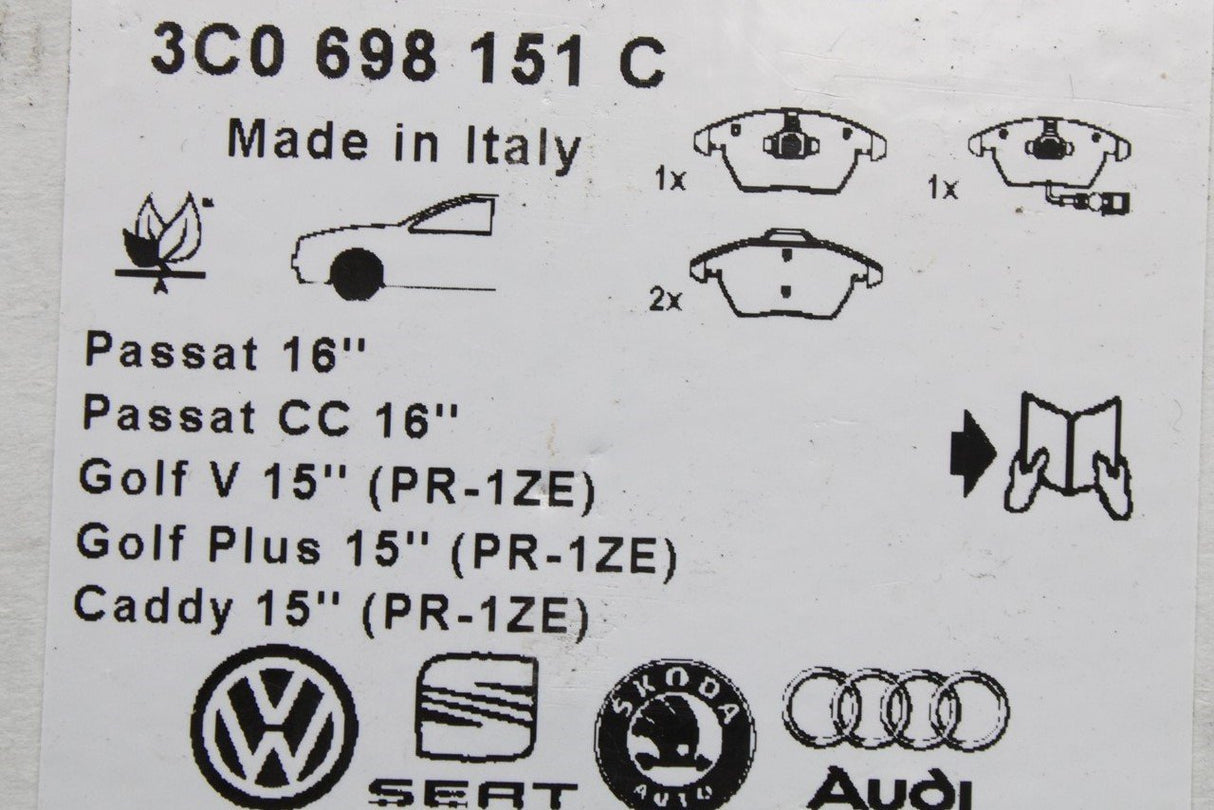 3C0 698 151 C
Made in Italy
1x
1x
2x
Passat 16"
Passat CC 16"
Golf V 15" (PR-1ZE)
Golf Plus 15" (PR-1ZE)
Caddy 15" (PR-1ZE)
SEAT
ŠKODA
AUTO
Audi